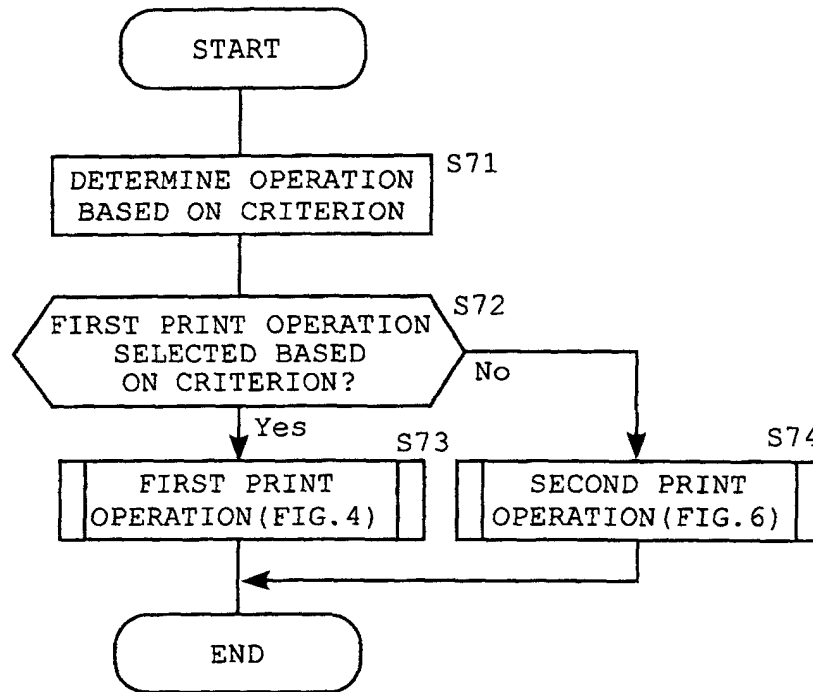 START
S71
DETERMINE OPERATION
BASED ON CRITERION
S72
FIRST PRINT OPERATION
SELECTED BASED
ON CRITERION?
No
Yes
S73
FIRST PRINT
OPERATION(FIG.4)
S74
SECOND PRINT
OPERATION(FIG.6)
END